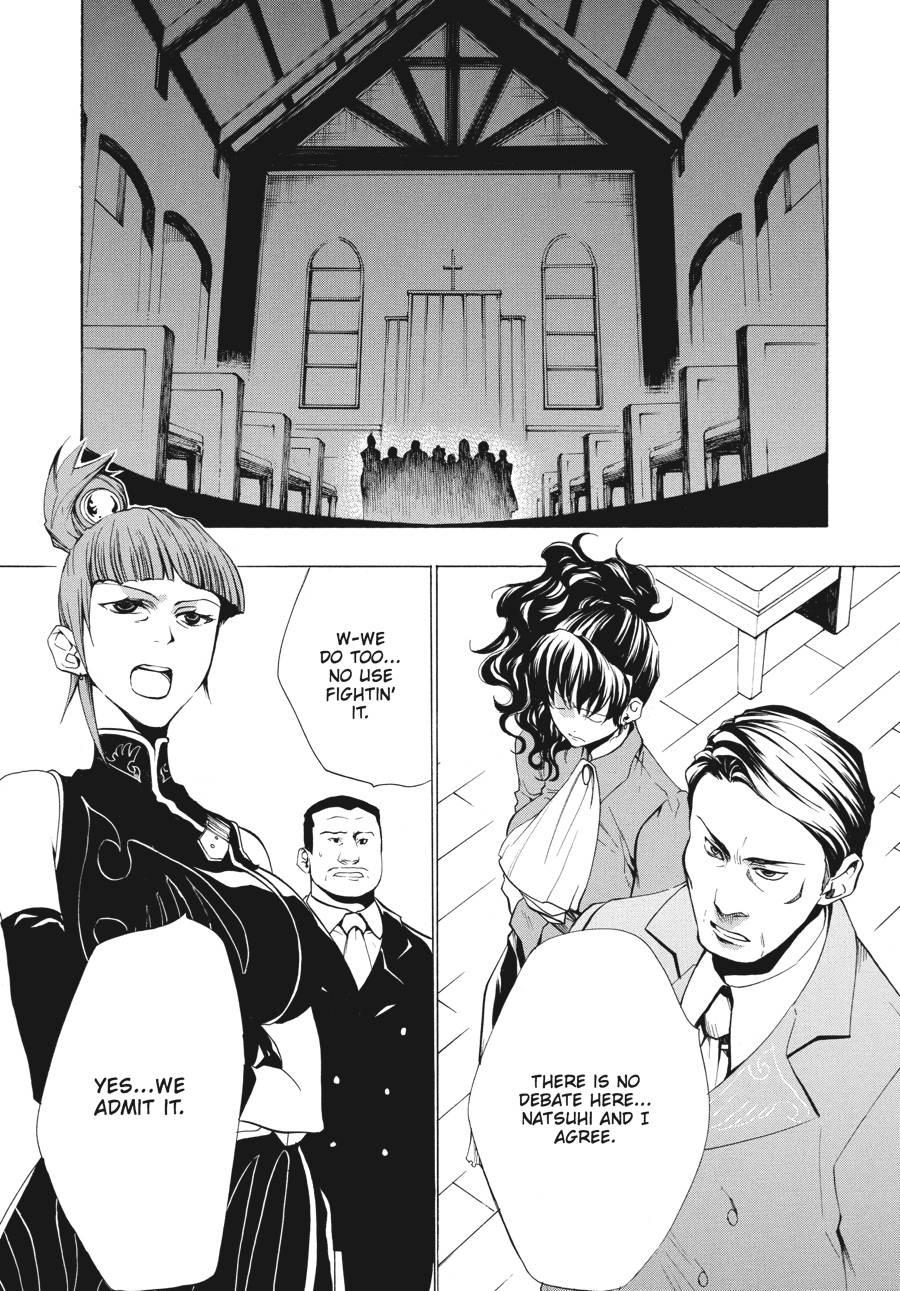 THERE IS NO
DEBATE HERE...
NATSUHI AND I
AGREE.
W-WE
DO TOO...
NO USE
FIGHTIN'
IT.
YES...WE
ADMIT IT.